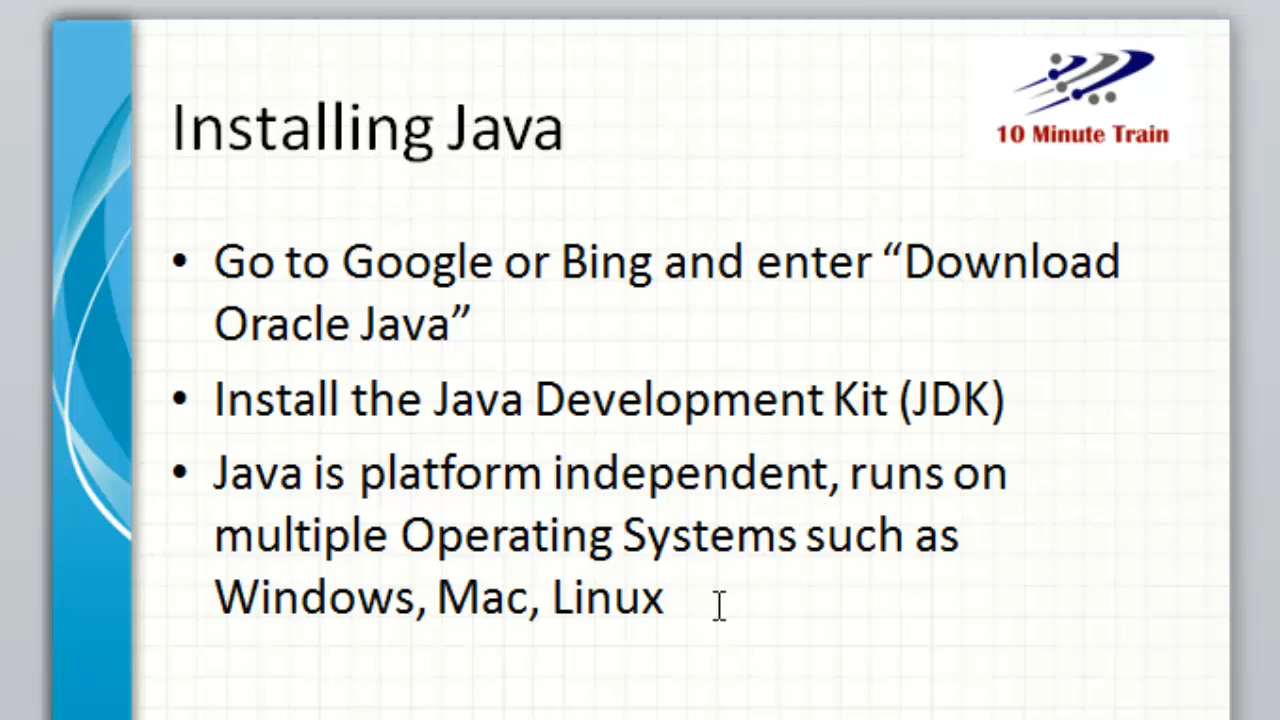 10 Minute Train
Installing Java
• Go to Google or Bing and enter “Download
Oracle Java”
• Install the Java Development Kit (JDK)
• Java is platform independent, runs on
multiple Operating Systems such as
Windows, Mac, Linux